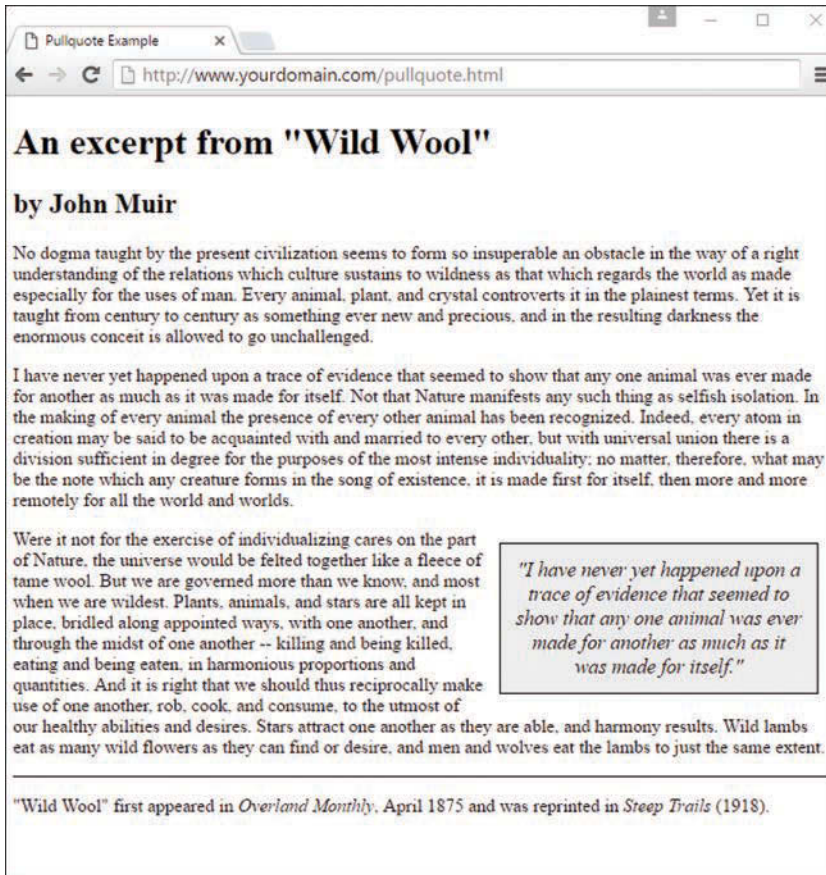 Pullquote Example
http://www.yourdomain.com/pullquote.html
An excerpt from "Wild Wool"
by John Muir
No dogma taught by the present civilization seems to form so insuperable an obstacle in the way of a right
understanding of the relations which culture sustains to wildness as that which regards the world as made
especially for the uses of man. Every animal, plant, and crystal controverts it in the plainest terms. Yet it is
taught from century to century as something ever new and precious, and in the resulting darkness the
enormous conceit is allowed to go unchallenged.
I have never yet happened upon a trace of evidence that seemed to show that any one animal was ever made
for another as much as it was made for itself. Not that Nature manifests any such thing as selfish isolation. In
the making of every animal the presence of every other animal has been recognized. Indeed, every atom in
creation may be said to be acquainted with and married to every other, but with universal union there is a
division sufficient in degree for the purposes of the most intense individuality; no matter, therefore, what may
be the note which any creature forms in the song of existence, it is made first for itself, then more and more
remotely for all the world and worlds.
Were it not for the exercise of individualizing cares on the part
of Nature, the universe would be felted together like a fleece of
tame wool. But we are governed more than we know, and most
when we are wildest. Plants, animals, and stars are all kept in
place, bridled along appointed ways, with one another, and
through the midst of one another -- killing and being killed,
eating and being eaten, in harmonious proportions and
quantities. And it is right that we should thus reciprocally make
use of one another, rob, cook, and consume, to the utmost of
our healthy abilities and desires. Stars attract one another as they are able, and harmony results. Wild lambs
eat as many wild flowers as they can find or desire, and men and wolves eat the lambs to just the same extent.
"I have never yet happened upon a
trace of evidence that seemed to
show that any one animal was ever
made for another as much as it
was made for itself."
"Wild Wool" first appeared in Overland Monthly, April 1875 and was reprinted in Steep Trails (1918).